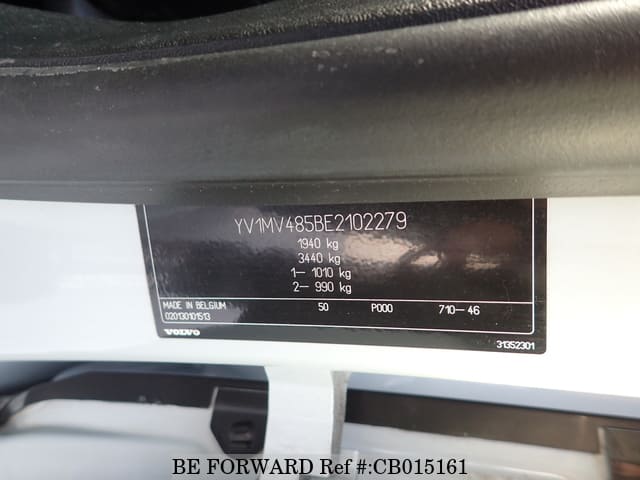 YV1MV485BE2102279
1940 kg
3440 kg
1- 1010 kg
2- 990 kg
MADE IN BELGIUM 50 P000 710-46
020130101513
VOLVO 31352301
BE FORWARD Ref #:CB015161